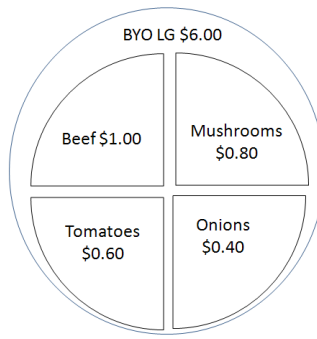 BYO LG $6.00
Beef $1.00
Mushrooms
$0.80
Tomatoes
$0.60
Onions
$0.40